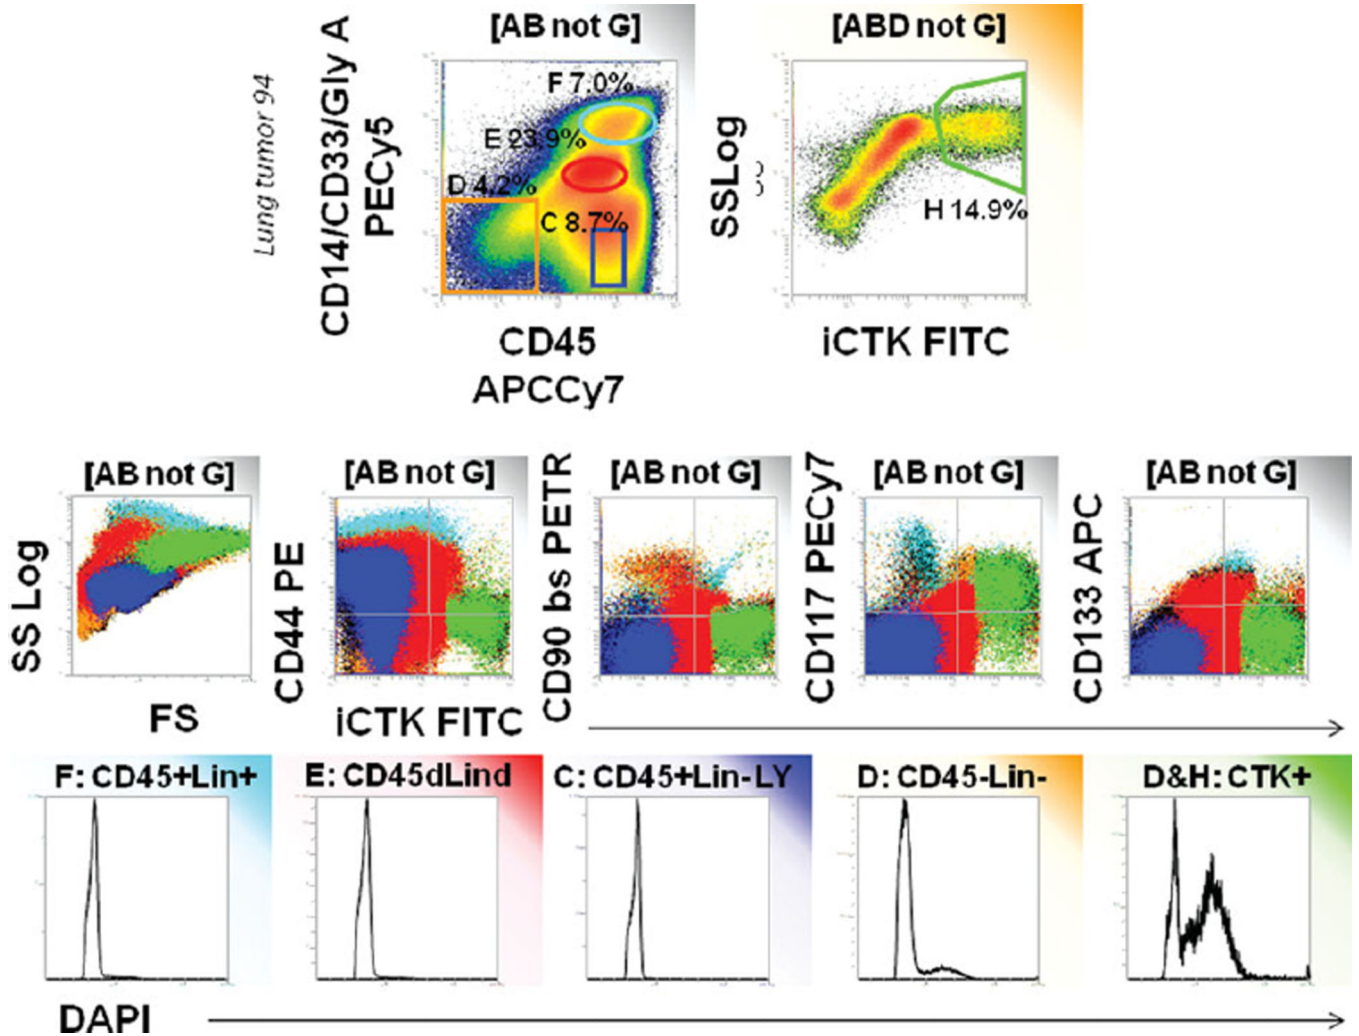 [AB not G]
[ABD not G]
Lung tumor 94
CD14/CD33/Gly A
PECy5
F 7.0%
E 23.9%
D 4.2%
C 8.7%
SSLog
H 14.9%
CD45
APCCy7
iCTK FITC
[AB not G]
[AB not G]
[AB not G]
[AB not G]
[AB not G]
SS Log
CD44 PE
CD90 bs PETR
CD117 PECy7
CD133 APC
FS
iCTK FITC
F: CD45+Lin+
E: CD45dLind
C: CD45+Lin-LY
D: CD45-Lin-
D&H: CTK+
DAPI